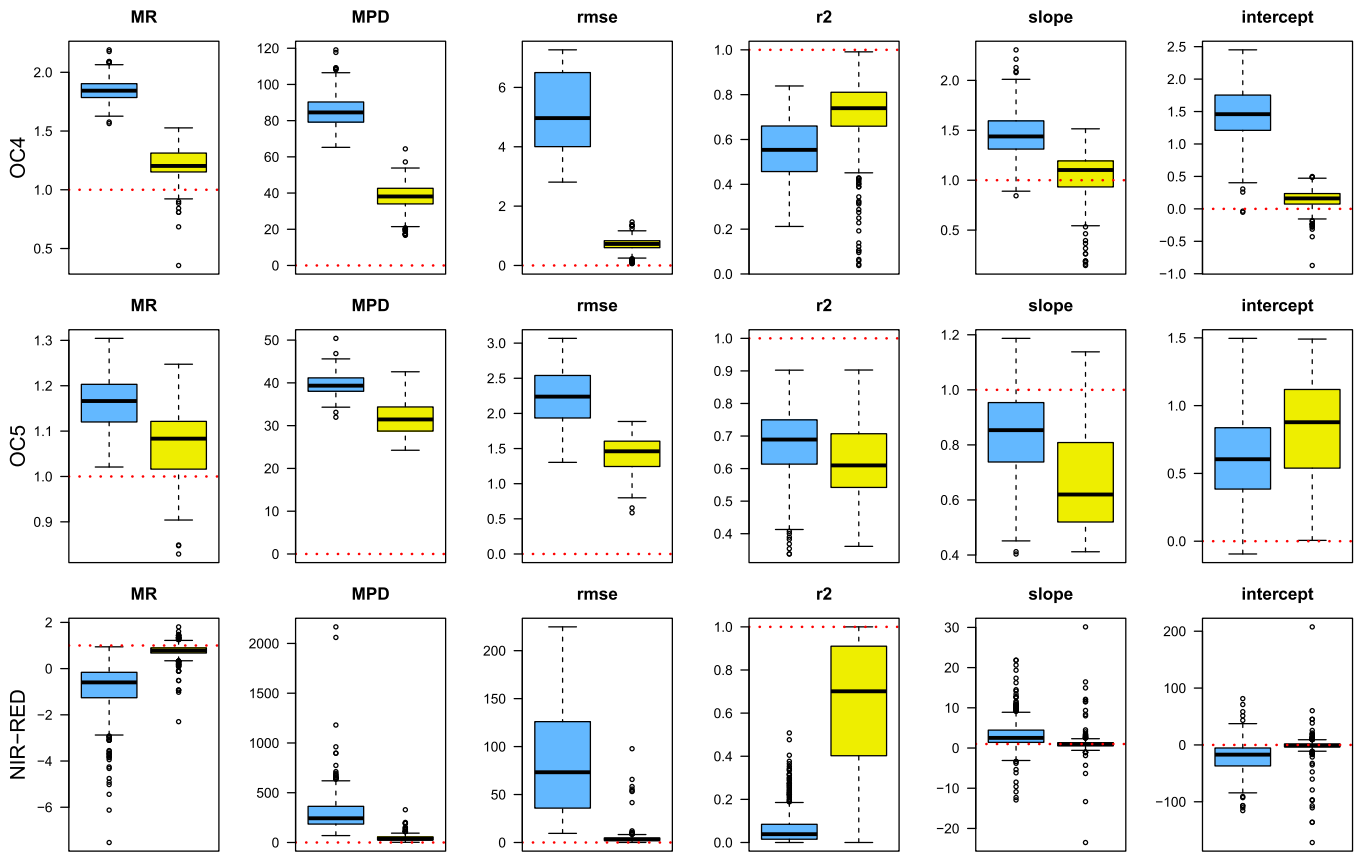 MR MPD rmse r2 slope intercept
OC4
2.0 1.5 1.0 0.5
120 100 80 60 40 20 0
6 4 2 0
1.0 0.8 0.6 0.4 0.2 0.0
2.0 1.5 1.0 0.5
2.5 2.0 1.5 1.0 0.5 0.0 −0.5 −1.0
MR MPD rmse r2 slope intercept
OC5
1.3 1.2 1.1 1.0 0.9
50 40 30 20 10 0
3.0 2.5 2.0 1.5 1.0 0.5 0.0
1.0 0.9 0.8 0.7 0.6 0.5 0.4
1.2 1.0 0.8 0.6 0.4
1.5 1.0 0.5 0.0
MR MPD rmse r2 slope intercept
NIR−RED
2 0 −2 −4 −6
2000 1500 1000 500 0
200 150 100 50 0
1.0 0.8 0.6 0.4 0.2 0.0
30 20 10 0 −10 −20
200 100 0 −100